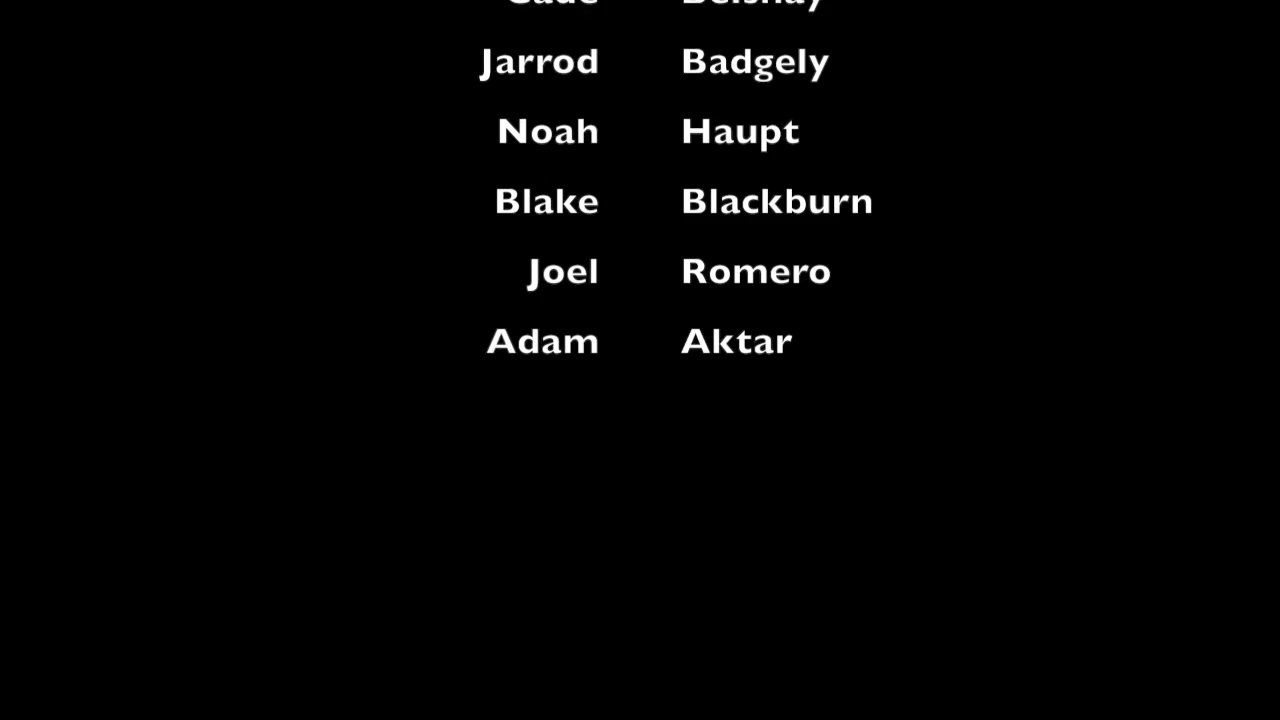 Jarrod Badgely
Noah Haupt
Blake Blackburn
Joel Romero
Adam Aktar